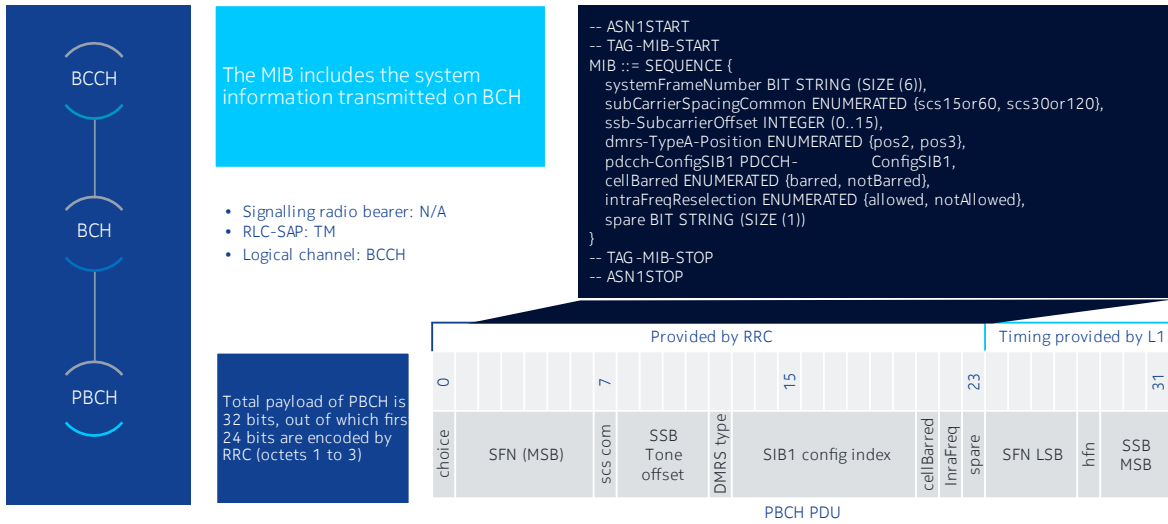 BCCH
BCH
PBCH
The MIB includes the system
information transmitted on BCH
• Signalling radio bearer: N/A
• RLC-SAP: TM
• Logical channel: BCCH
-- ASN1START
-- TAG-MIB-START
MIB ::= SEQUENCE {
systemFrameNumber BIT STRING (SIZE (6)),
subCarrierSpacingCommon ENUMERATED {scs15or60, scs30or120},
ssb-SubcarrierOffset INTEGER (0..15),
dmrs-TypeA-Position ENUMERATED {pos2, pos3},
pdcch-ConfigSIB1 PDCCH- ConfigSIB1,
cellBarred ENUMERATED {barred, notBarred},
intraFreqReselection ENUMERATED {allowed, notAllowed},
spare BIT STRING (SIZE (1))
}
-- TAG-MIB-STOP
-- ASN1STOP
Total payload of PBCH is
32 bits, out of which firs
24 bits are encoded by
RRC (octets 1 to 3)
Provided by RRC
Timing provided by L1
0
7
15
23
31
choice
SFN (MSB)
scs com
SSB
Tone
offset
DMRS type
SIB1 config index
cellBarred
InraFreq
spare
SFN LSB
hfn
SSB
MSB
PBCH PDU